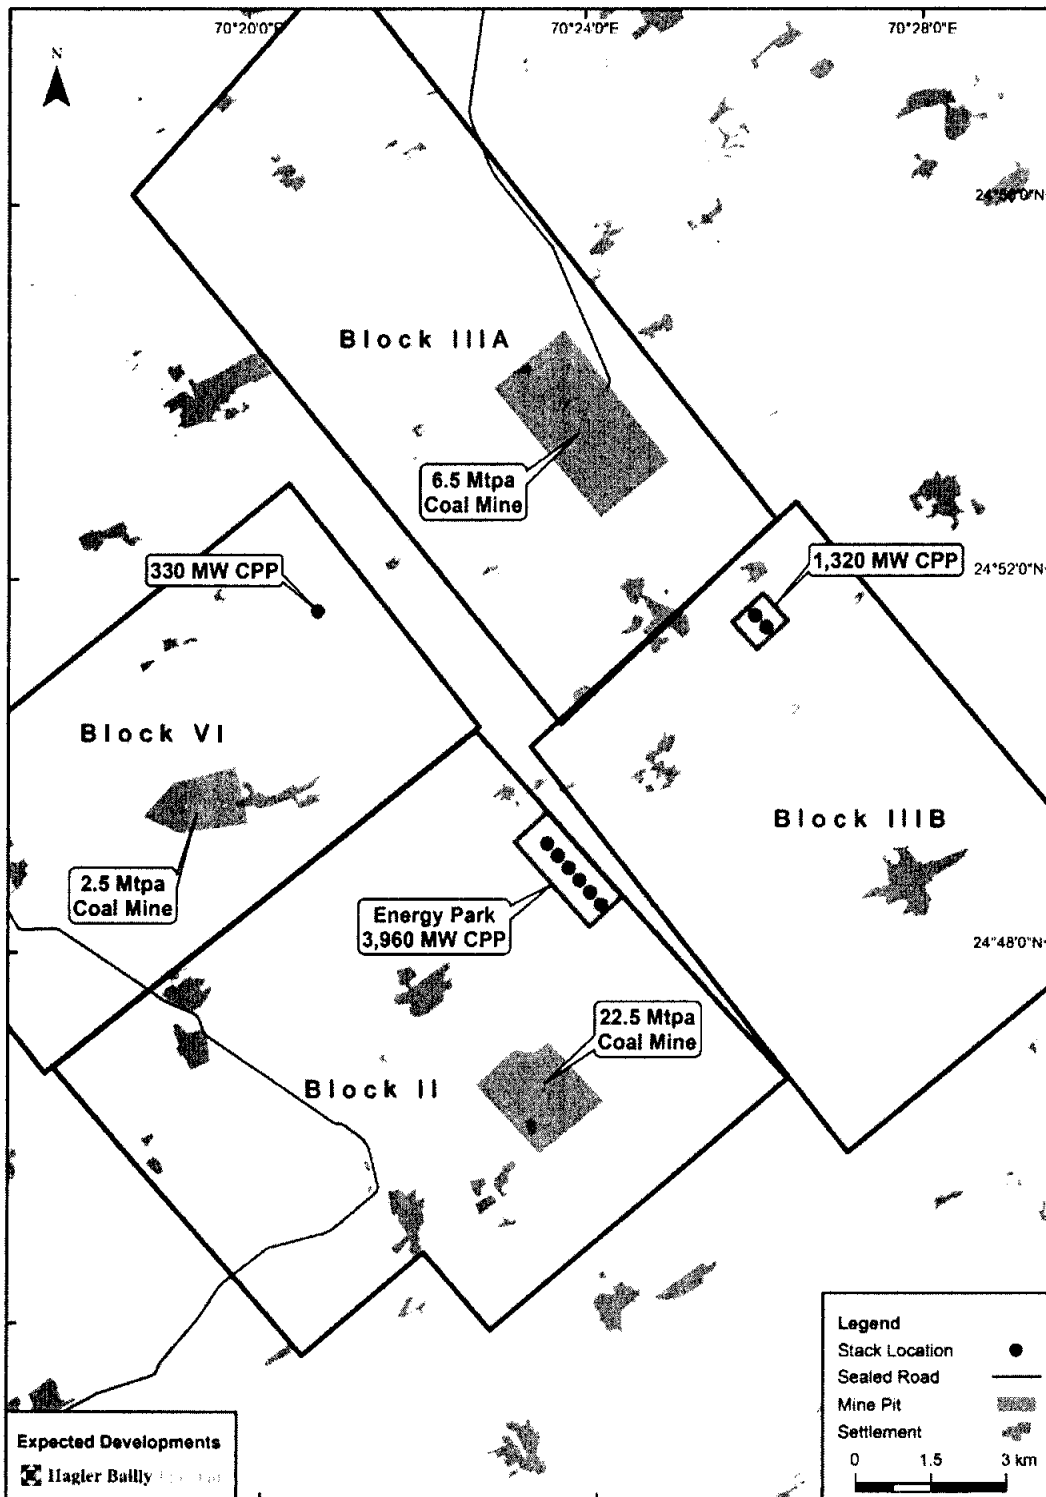 70°20'0"E
70°24'0"E
70°28'0"E
N
24°56'0"N
Block IIIA
6.5 Mtpa
Coal Mine
330 MW CPP
1,320 MW CPP
24°52'0"N
Block VI
Block IIIB
2.5 Mtpa
Coal Mine
Energy Park
3,960 MW CPP
24°48'0"N
22.5 Mtpa
Coal Mine
Block II
Legend
Stack Location
Sealed Road
Mine Pit
Settlement
0 1.5 3 km
Expected Developments
Hagler Bailly